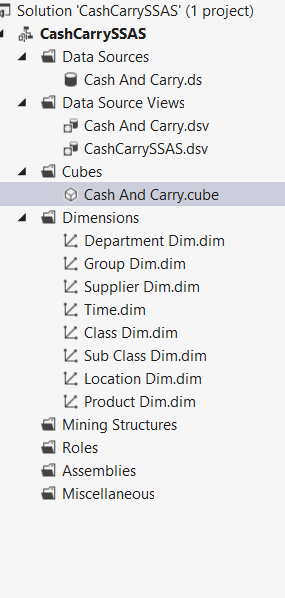 Solution 'CashCarrySSAS' (1 project)
CashCarrySSAS
Data Sources
Cash And Carry.ds
Data Source Views
Cash And Carry.dsv
CashCarrySSAS.dsv
Cubes
Cash And Carry.cube
Dimensions
Department Dim.dim
Group Dim.dim
Supplier Dim.dim
Time.dim
Class Dim.dim
Sub Class Dim.dim
Location Dim.dim
Product Dim.dim
Mining Structures
Roles
Assemblies
Miscellaneous